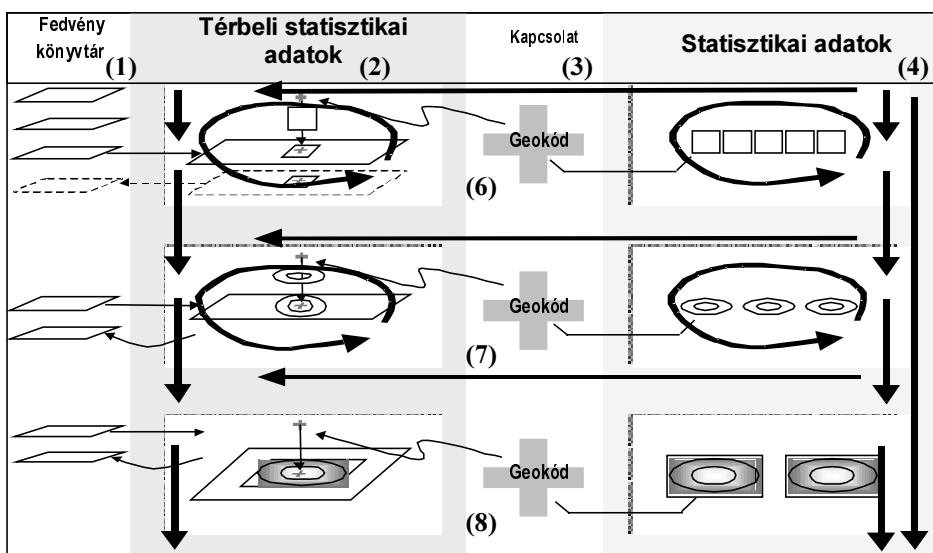 Fedvény
könyvtár
(1)
Térbeli statisztikai
adatok
(2)
Kapcsolat
(3)
Statisztikai adatok
(4)
Geokód
(6)
Geokód
(7)
Geokód
(8)